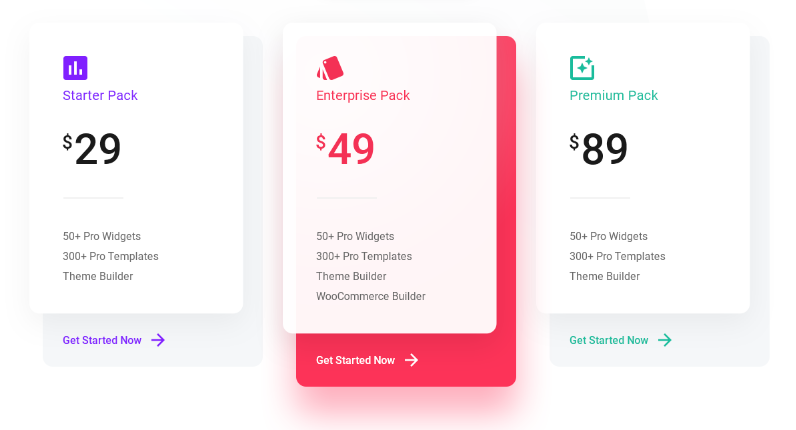 Starter Pack
$29
50+ Pro Widgets
300+ Pro Templates
Theme Builder
Get Started Now
Enterprise Pack
$49
50+ Pro Widgets
300+ Pro Templates
Theme Builder
WooCommerce Builder
Get Started Now
Premium Pack
$89
50+ Pro Widgets
300+ Pro Templates
Theme Builder
Get Started Now